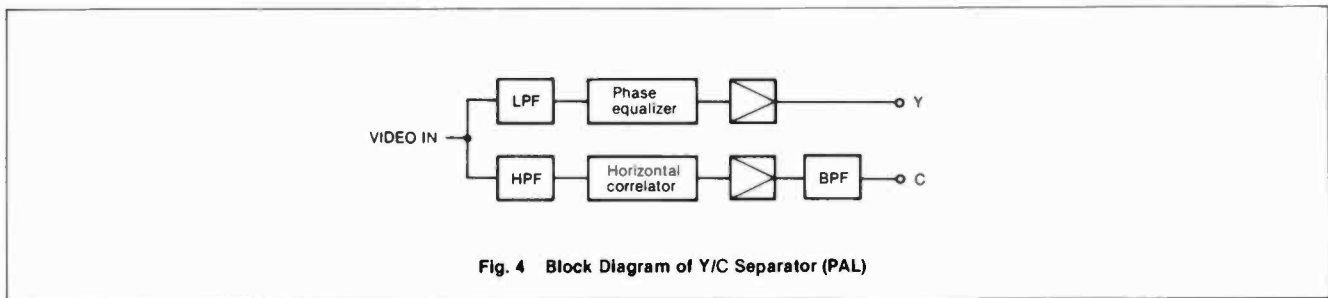 LPF
Phase
equalizer
Y
VIDEO IN
HPF
Horizontal
correlator
BPF
C
Fig. 4 Block Diagram of Y/C Separator (PAL)